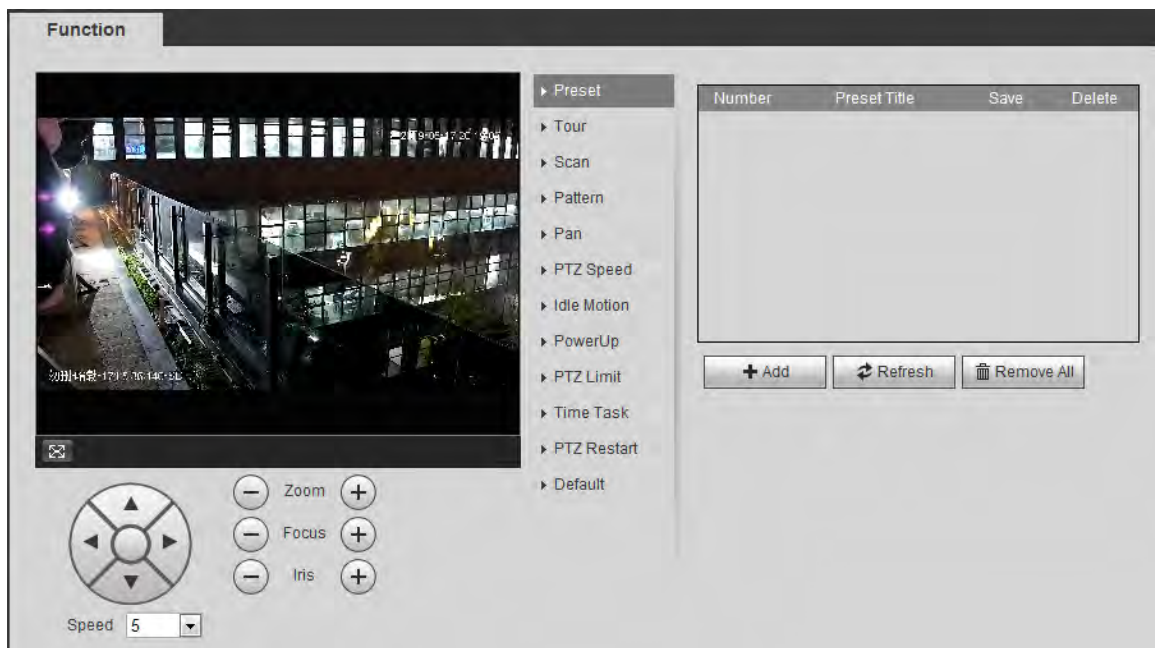 Function
Preset
Tour
Scan
Pattern
Pan
PTZ Speed
Idle Motion
PowerUp
PTZ Limit
Time Task
PTZ Restart
Default
Number Preset Title Save Delete
Add Refresh Remove All
Zoom
Focus
Iris
Speed 5